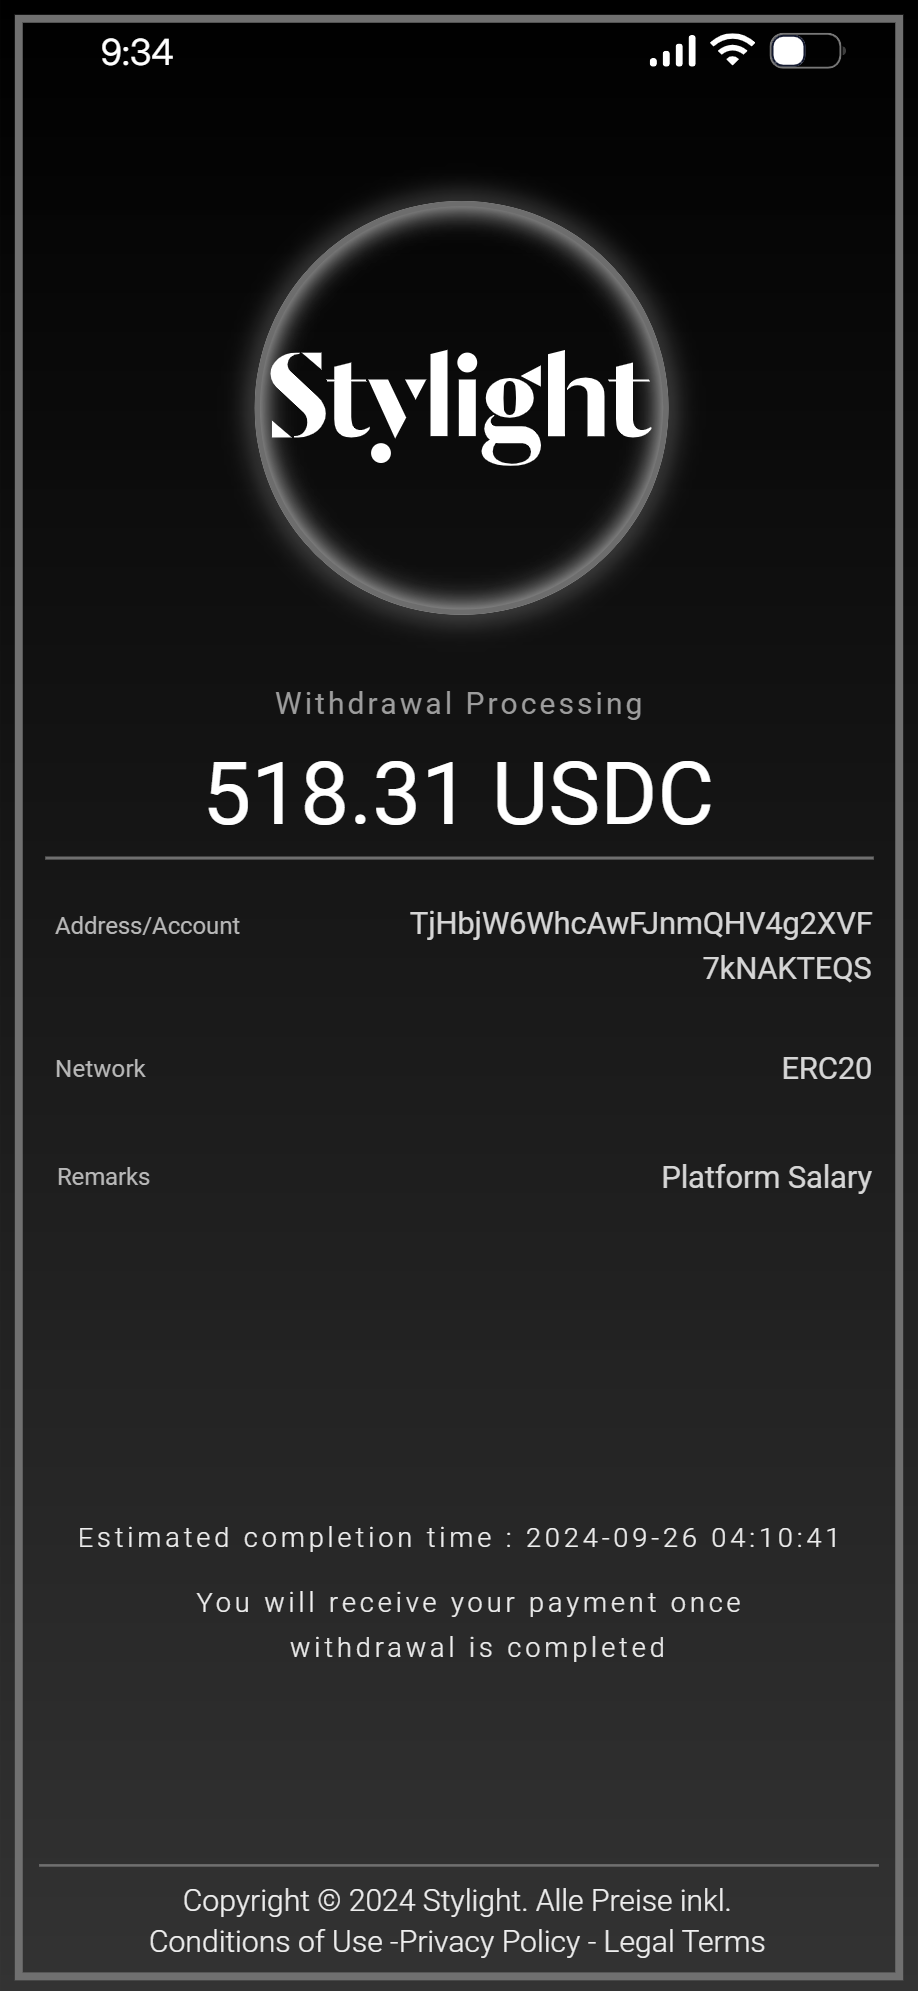 9:34
Stylight
Withdrawal Processing
518.31 USDC
Address/Account TjHbjW6WhcAwFJnmQHV4g2XVF
7kNAKTEQS
Network ERC20
Remarks Platform Salary
Estimated completion time : 2024-09-26 04:10:41
You will receive your payment once
withdrawal is completed
Copyright © 2024 Stylight. Alle Preise inkl.
Conditions of Use -Privacy Policy - Legal Terms